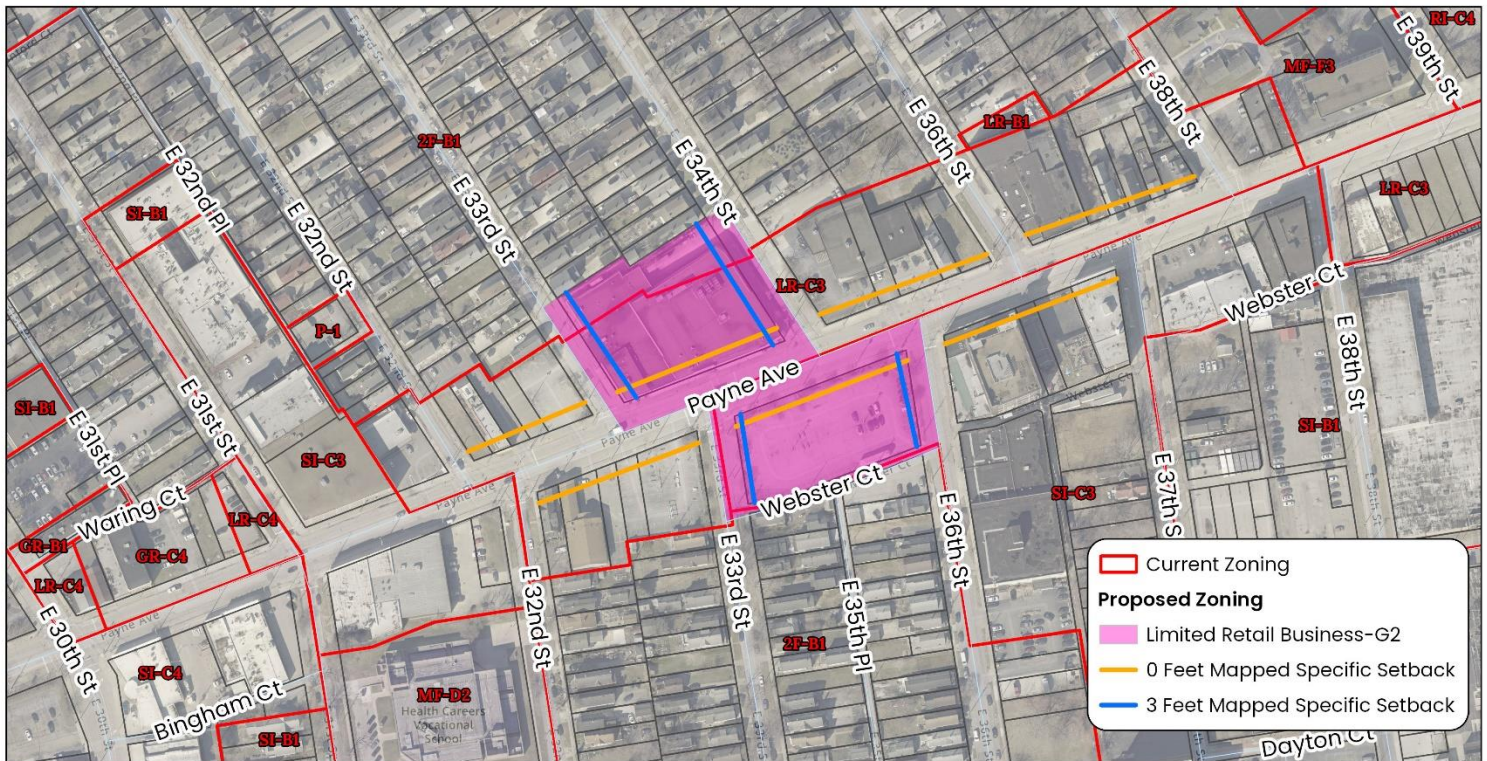 E 39th St
RI-C4
E 38th St
MF-F3
LR-B1
E 36th St
2F-B1
E 34th St
E 32nd Pl
E 33rd St
E 32nd St
SI-B1
LR-C3
LR-C3
Payne Ave
Webster Ct
P-1
E 38th St
E 31st St
Payne Ave
SI-B1
E 31st Pl
SI-C3
Payne Ave
SI-B1
Waring Ct
Payne Ave
Webster Ct
SI-C3
E 37th S
LR-C4
GR-B1
GR-C4
LR-C4
E 33rd St
E 36th St
E 30th St
Payne Ave
E 32nd St
E 35th Pl
2F-B1
SI-C4
Bingham Ct
MF-D2
Health Careers
Vocational
School
SI-B1
Dayton Ct
Current Zoning
Proposed Zoning
Limited Retail Business-G2
0 Feet Mapped Specific Setback
3 Feet Mapped Specific Setback